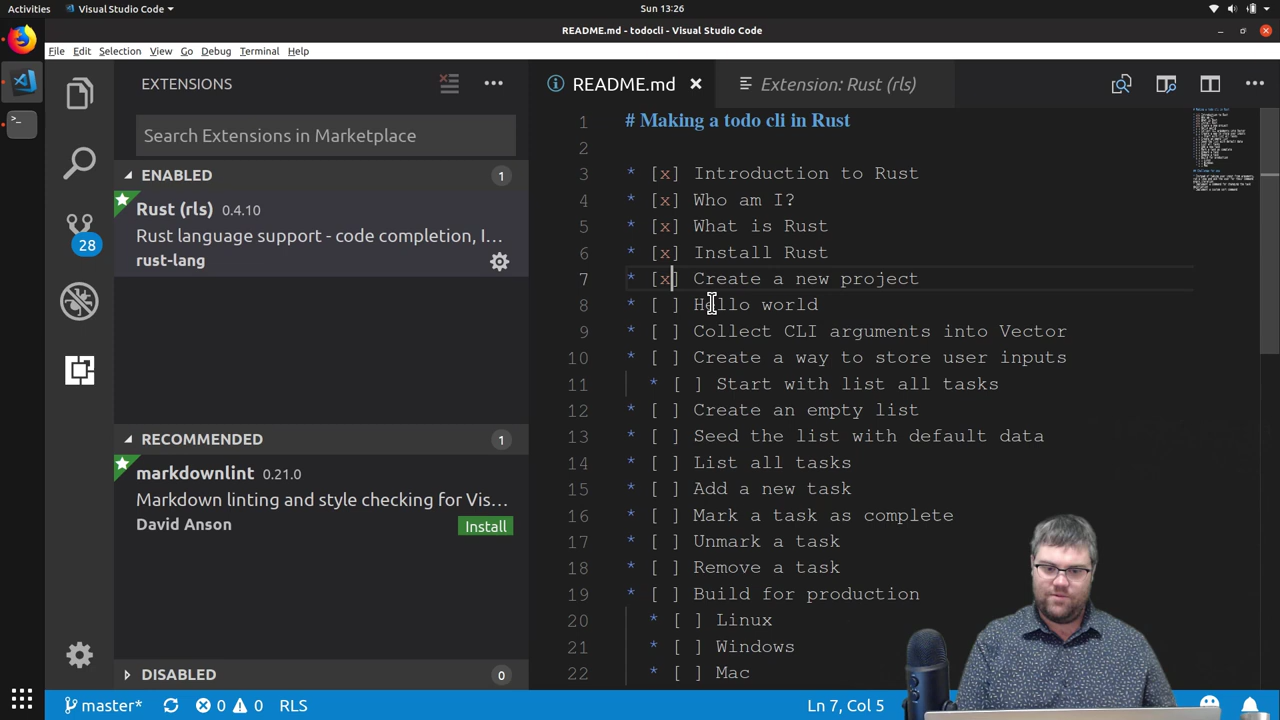 Activities
Visual Studio Code
Sun 13:26
README.md - todocli - Visual Studio Code
File Edit Selection View Go Debug Terminal Help
EXTENSIONS
README.md
Extension: Rust (rls)
Search Extensions in Marketplace
ENABLED
1
Rust (rls) 0.4.10
Rust language support - code completion, I…
rust-lang
28
RECOMMENDED
1
markdownlint 0.21.0
Markdown linting and style checking for Vis…
David Anson
Install
DISABLED
0
1 # Making a todo cli in Rust
2
3 * [x] Introduction to Rust
4 * [x] Who am I?
5 * [x] What is Rust
6 * [x] Install Rust
7 * [x] Create a new project
8 * [ ] Hello world
9 * [ ] Collect CLI arguments into Vector
10 * [ ] Create a way to store user inputs
11 * [ ] Start with list all tasks
12 * [ ] Create an empty list
13 * [ ] Seed the list with default data
14 * [ ] List all tasks
15 * [ ] Add a new task
16 * [ ] Mark a task as complete
17 * [ ] Unmark a task
18 * [ ] Remove a task
19 * [ ] Build for production
20 * [ ] Linux
21 * [ ] Windows
22 * [ ] Mac
master*
0
0
RLS
Ln 7, Col 5